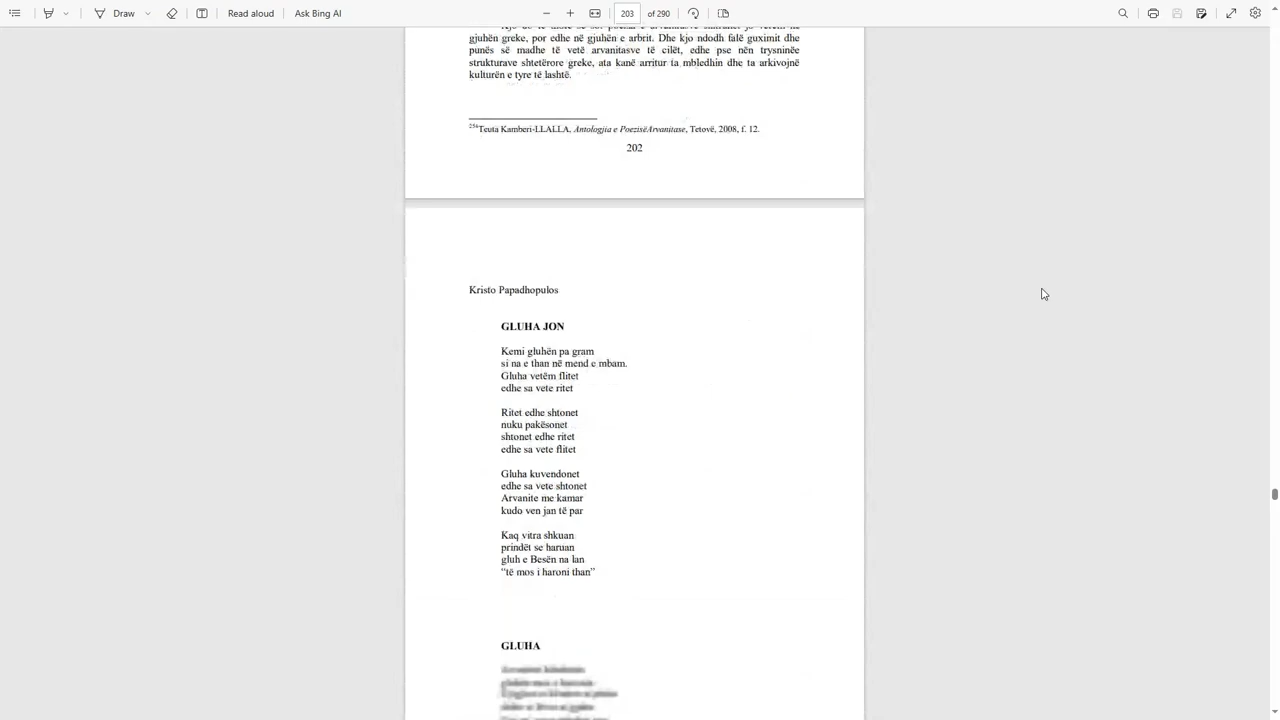 Draw
Read aloud
Ask Bing AI
203 of 290
gjuhën greke, por edhe në gjuhën e arbrit. Dhe kjo ndodh falë guximit dhe
punës së madhe të vetë arvanitasve të cilët, edhe pse nën trysninëe
strukturave shtetërore greke, ata kanë arritur ta mbledhin dhe ta arkivojnë
kulturën e tyre të lashtë.
254Teuta Kamberi-LLALLA, Antologjia e PoezisëArvanitase, Tetovë, 2008, f. 12.
202
Kristo Papadhopulos
GLUHA JON
Kemi gluhën pa gram
si na e than në mend e mbam.
Gluha vetëm flitet
edhe sa vete ritet
Ritet edhe shtonet
nuku pakësonet
shtonet edhe ritet
edhe sa vete flitet
Gluha kuvendonet
edhe sa vete shtonet
Arvanite me kamar
kudo ven jan të par
Kaq vitra shkuan
prindët se haruan
gluh e Besën na lan
“të mos i haroni than”
GLUHA